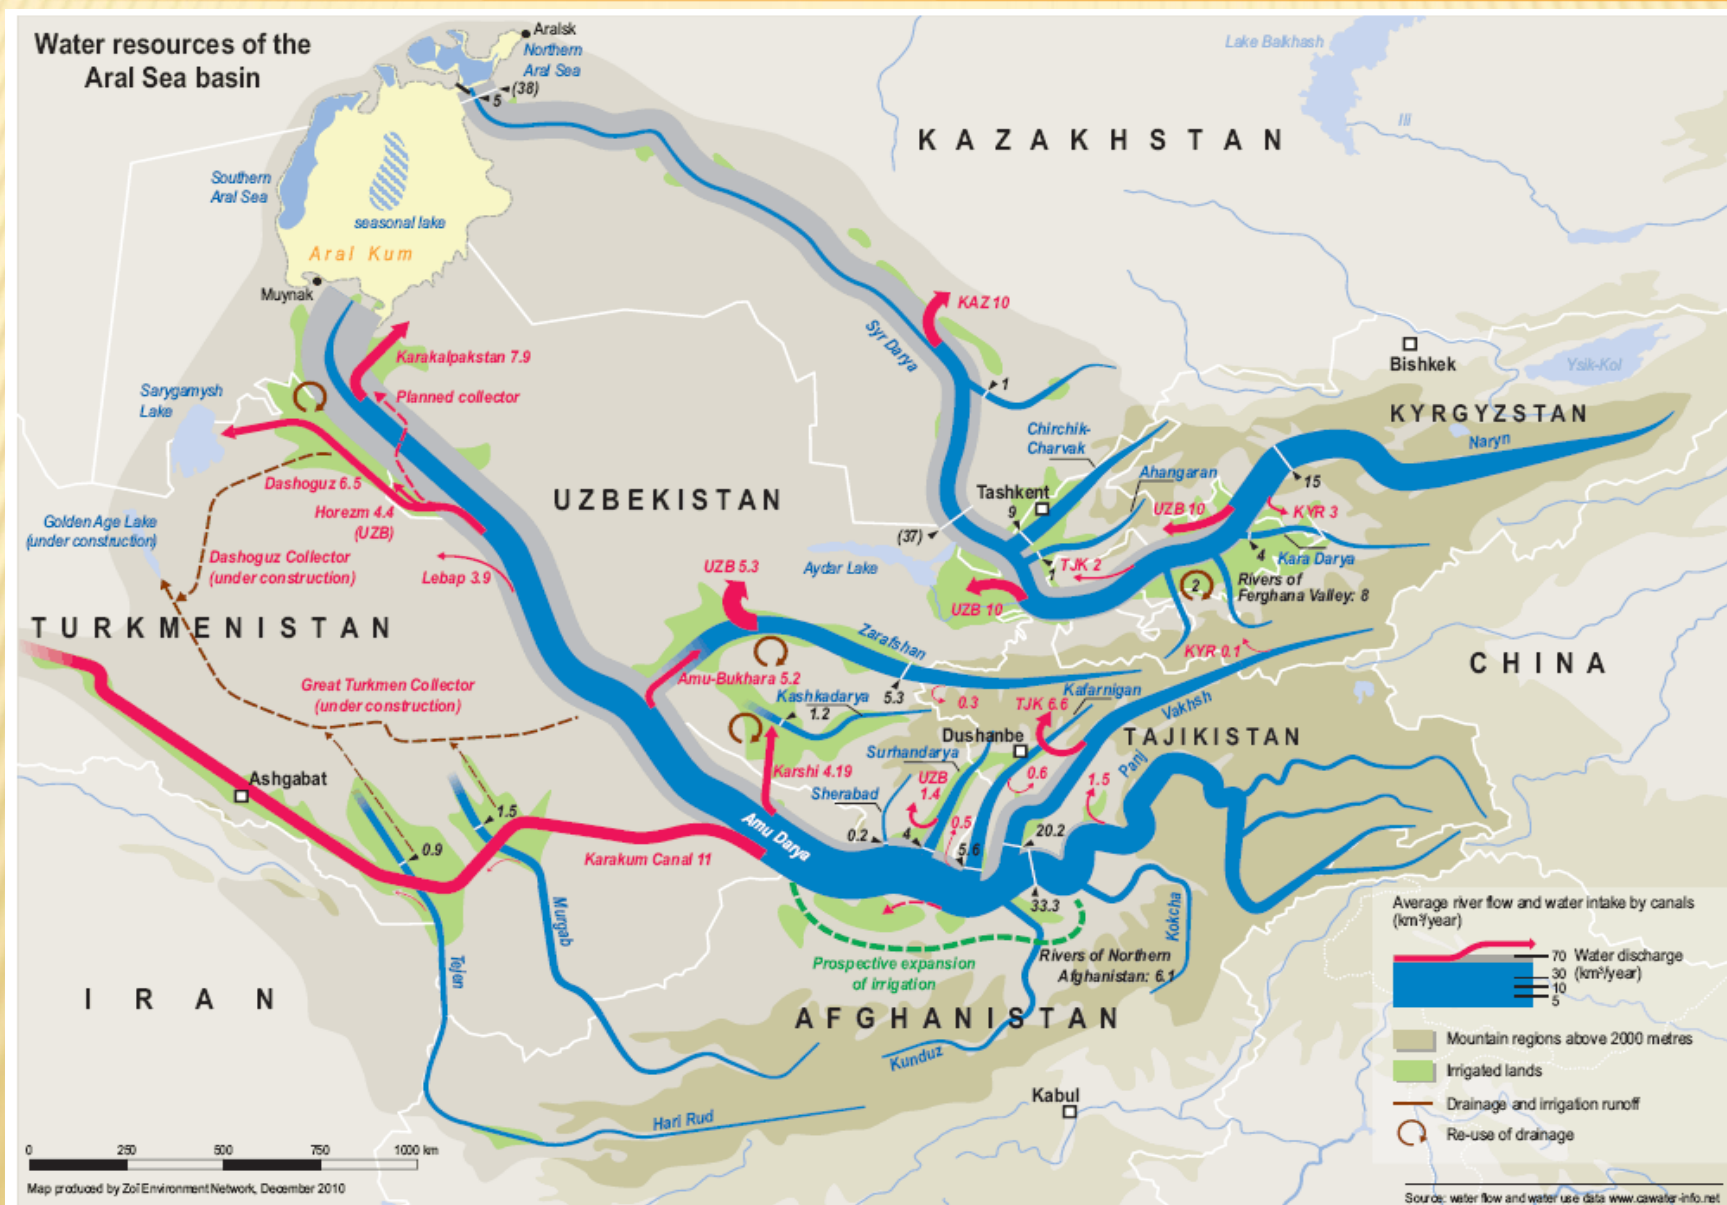 Water resources of the
Aral Sea basin
Aralsk
Northern
Aral Sea
(38)
5
Lake Balkhash
Ili
KAZAKHSTAN
Southern
Aral Sea
seasonal lake
Aral Kum
Muynak
KAZ 10
Syr Darya
Karakalpakstan 7.9
Planned collector
Sarygamysh
Lake
1
Bishkek
Ysik-Kol
KYRGYZSTAN
Naryn
Chirchik-
Charvak
Ahangaran
Tashkent
9
15
UZB 10
KYR 3
UZBEKISTAN
Dashoguz 6.5
Horezm 4.4
(UZB)
Golden Age Lake
(under construction)
Dashoguz Collector
(under construction)
Lebap 3.9
(37)
Aydar Lake
1
TJK 2
4
Kara Darya
2
Rivers of
Ferghana Valley: 8
UZB 10
UZB 5.3
Zarafshan
KYR 0.1
TURKMENISTAN
CHINA
Great Turkmen Collector
(under construction)
Amu-Bukhara 5.2
5.3
Kashkadarya
1.2
0.3
Kafarnigan
TJK 6.6
Vakhsh
Dushanbe
TAJIKISTAN
Surhandarya
Panj
Karshi 4.19
UZB
1.4
0.6
1.5
Sherabad
Ashgabat
1.5
Amu Darya
0.2
4
0.5
5.6
20.2
0.9
Karakum Canal 11
33.3
Murgab
Kokcha
Tejen
Prospective expansion
of irrigation
Rivers of Northern
Afghanistan: 6.1
IRAN
AFGHANISTAN
Kunduz
Kabul
Hari Rud
Average river flow and water intake by canals
(km³/year)
70 Water discharge
30 (km³/year)
10
5
Mountain regions above 2000 metres
Irrigated lands
Drainage and irrigation runoff
Re-use of drainage
0 250 500 750 1000 km
Map produced by Zoï Environment Network, December 2010
Source: water flow and water use data www.cawater-info.net